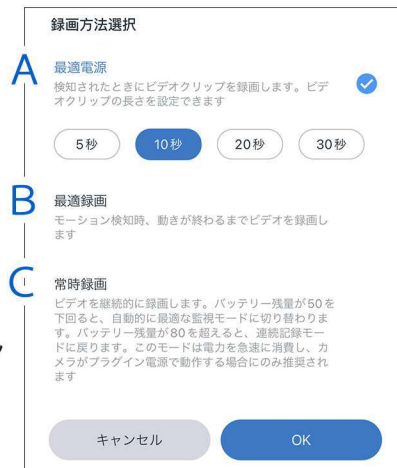 録画方法選択
A
最適電源
検知されたときにビデオクリップを録画します。ビデ
オクリップの長さを設定できます
5秒 10秒 20秒 30秒
B
最適録画
モーション検知時、動きが終わるまでビデオを録画し
ます
C
常時録画
ビデオを継続的に録画します。バッテリー残量が50を
下回ると、自動的に最適な監視モードに切り替わりま
す。バッテリー残量が80を超えると、連続記録モー
ドに戻ります。このモードは電力を急速に消費し、カ
メラがプラグイン電源で動作する場合にのみ推奨され
ます
キャンセル OK